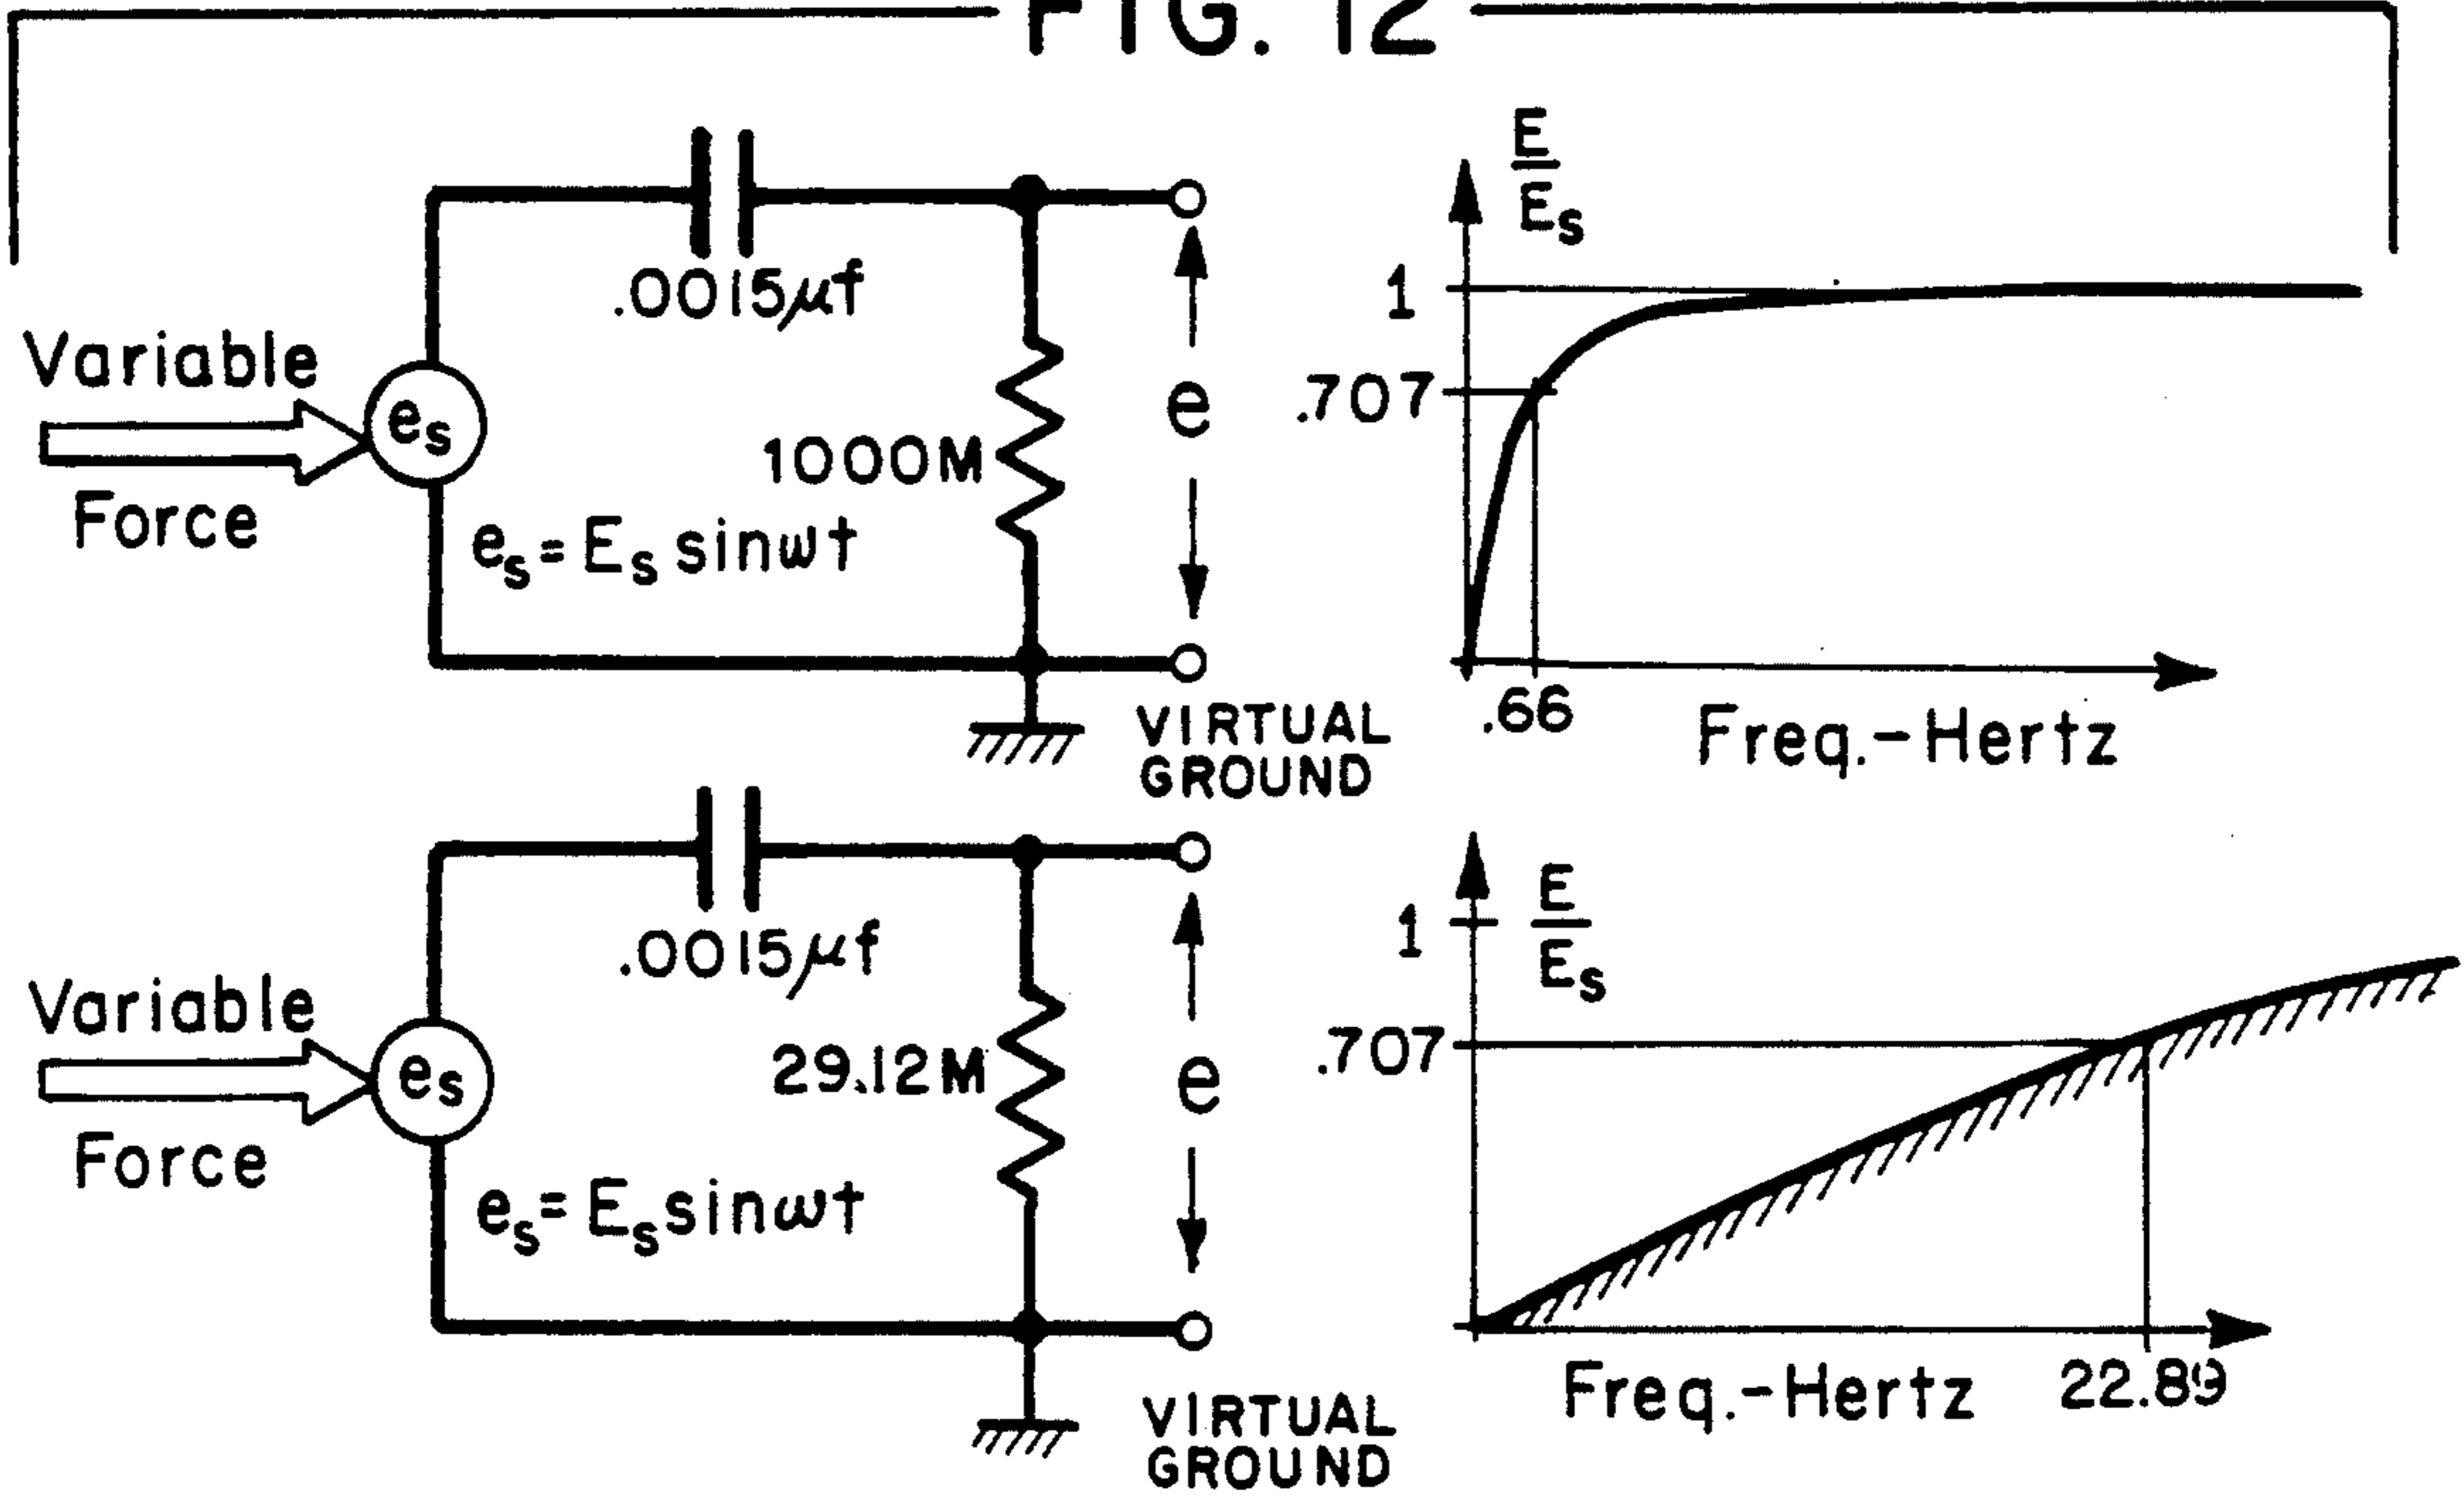 FIG. 12
.0015μf
Variable
Force
es
1000M
e
es = Es sinωt
VIRTUAL
GROUND
E
Es
1
.707
.66
Freq.-Hertz
.0015μf
Variable
Force
es
29.12M
e
es = Es sinωt
VIRTUAL
GROUND
E
Es
1
.707
Freq.-Hertz
22.89